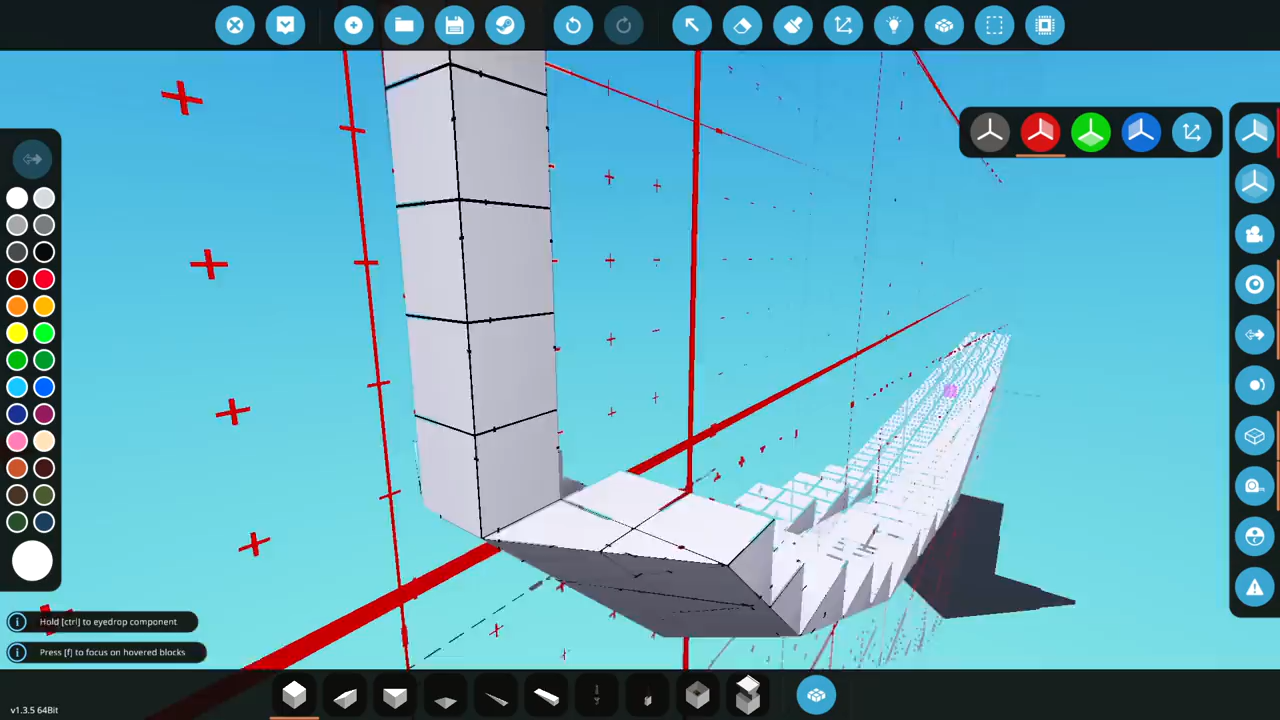 Hold [ctrl] to eyedrop component
Press [f] to focus on hovered blocks
v1.3.5 64Bit